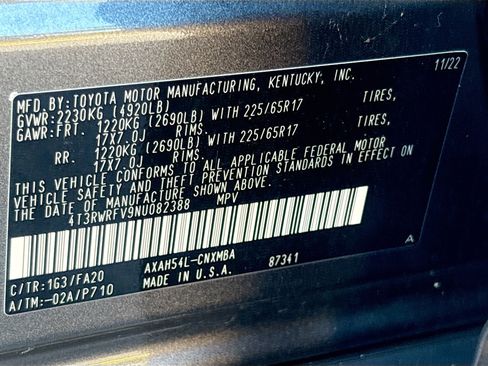 MFD.BY:TOYOTA MOTOR MANUFACTURING, KENTUCKY, INC. 11/22
GVWR:2230KG (4920LB)
GAWR:FRT. 1220KG (2690LB) WITH 225/65R17 TIRES,
17X7.0J RIMS.
RR. 1220KG (2690LB) WITH 225/65R17 TIRES,
17X7.0J RIMS.
THIS VEHICLE CONFORMS TO ALL APPLICABLE FEDERAL MOTOR
VEHICLE SAFETY AND THEFT PREVENTION STANDARDS IN EFFECT ON
THE DATE OF MANUFACTURE SHOWN ABOVE.
4T3RWRFV9NU082388 MPV
C/TR:1G3/FA20 AXAH54L-CNXMBA A
A/TM:-02A/P710 MADE IN U.S.A. 87341